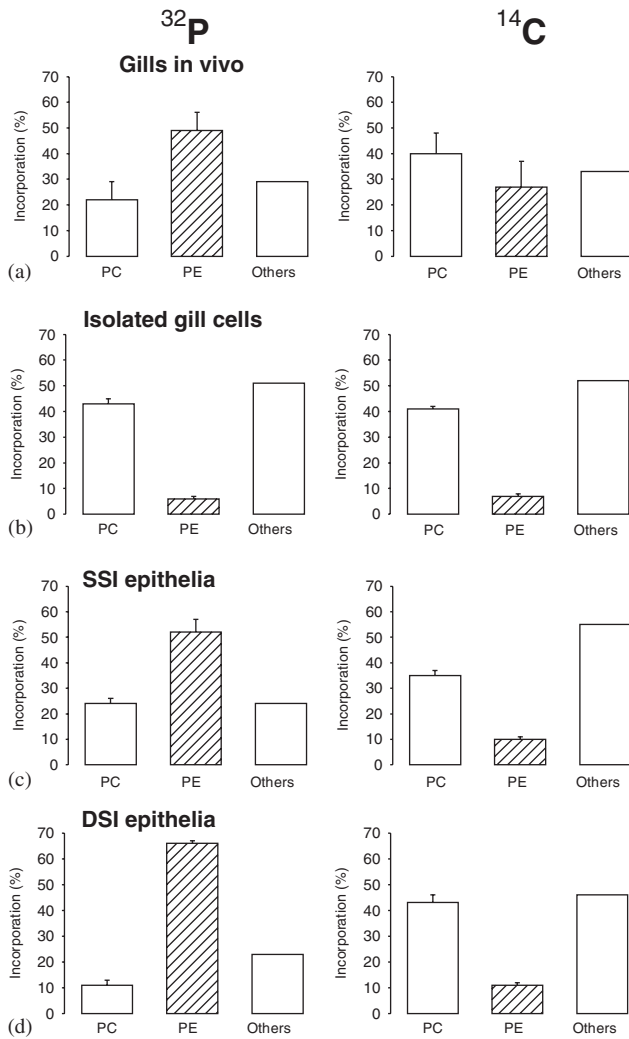 32P 14C
Gills in vivo
70 70
60 60
50 50
40 40
30 30
20 20
10 10
0 0
Incorporation (%) Incorporation (%)
PC PE Others PC PE Others
(a)
Isolated gill cells
70 70
60 60
50 50
40 40
30 30
20 20
10 10
0 0
Incorporation (%) Incorporation (%)
PC PE Others PC PE Others
(b)
SSI epithelia
70 70
60 60
50 50
40 40
30 30
20 20
10 10
0 0
Incorporation (%) Incorporation (%)
PC PE Others PC PE Others
(c)
DSI epithelia
70 70
60 60
50 50
40 40
30 30
20 20
10 10
0 0
Incorporation (%) Incorporation (%)
PC PE Others PC PE Others
(d)